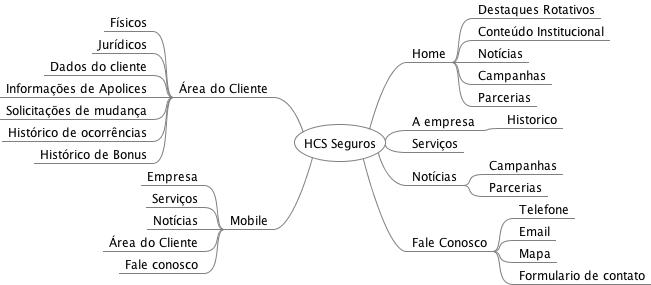 HCS Seguros
Home
Destaques Rotativos
Conteúdo Institucional
Notícias
Campanhas
Parcerias
A empresa
Historico
Serviços
Notícias
Campanhas
Parcerias
Fale Conosco
Telefone
Email
Mapa
Formulario de contato
Área do Cliente
Físicos
Jurídicos
Dados do cliente
Informações de Apolices
Solicitações de mudança
Histórico de ocorrências
Histórico de Bonus
Mobile
Empresa
Serviços
Notícias
Área do Cliente
Fale conosco